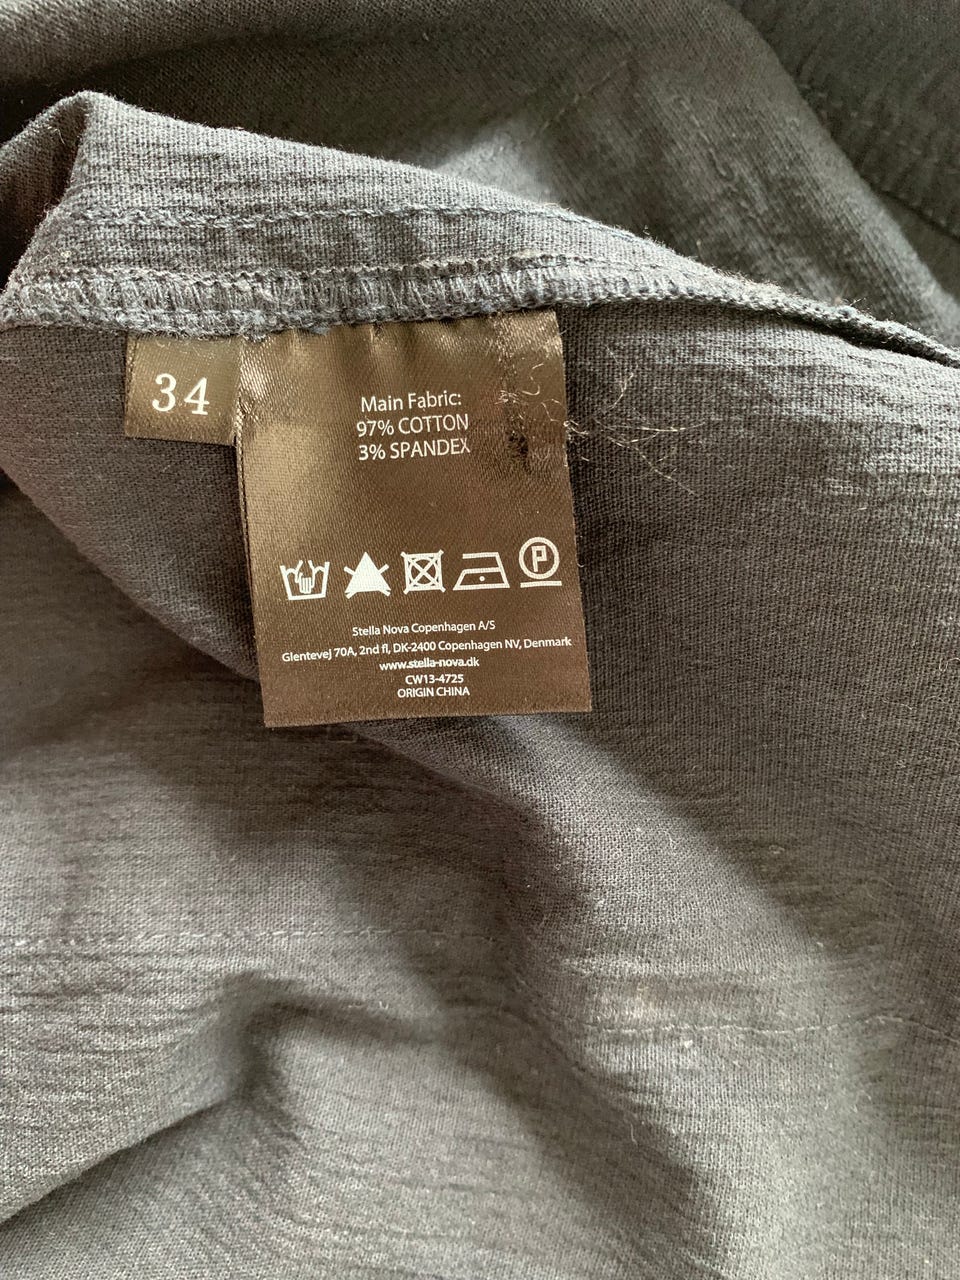 34
Main Fabric:
97% COTTON
3% SPANDEX
P
Stella Nova Copenhagen A/S
Glentevej 70A, 2nd fl, DK-2400 Copenhagen NV, Denmark
www.stella-nova.dk
CW13-4725
ORIGIN CHINA